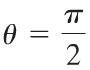 θ = π/2